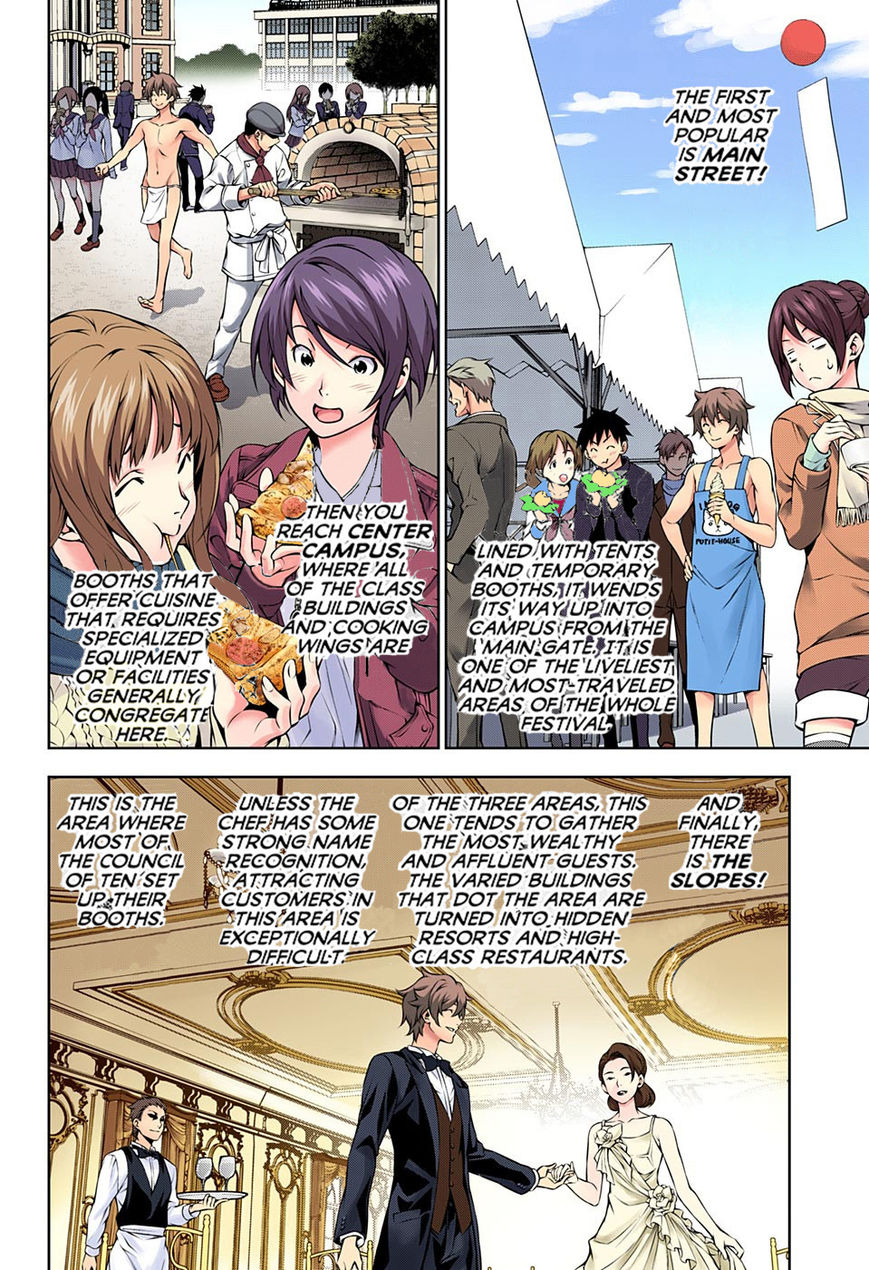 THE FIRST
AND MOST
POPULAR
IS MAIN
STREET!
LINED WITH TENTS
AND TEMPORARY
BOOTHS, IT WENDS
ITS WAY UP INTO
CAMPUS FROM THE
MAIN GATE. IT IS
ONE OF THE LIVELIEST
AND MOST-TRAVELED
AREAS OF THE WHOLE
FESTIVAL.
PETIT-HOUSE
THEN YOU
REACH CENTER
CAMPUS,
WHERE ALL
OF THE CLASS
BUILDINGS
AND COOKING
WINGS ARE
BOOTHS THAT
OFFER CUISINE
THAT REQUIRES
SPECIALIZED
EQUIPMENT
OR FACILITIES
GENERALLY
CONGREGATE
HERE.
AND
FINALLY,
THERE
IS THE
SLOPES!
OF THE THREE AREAS, THIS
ONE TENDS TO GATHER
THE MOST WEALTHY
AND AFFLUENT GUESTS.
THE VARIED BUILDINGS
THAT DOT THE AREA ARE
TURNED INTO HIDDEN
RESORTS AND HIGH-
CLASS RESTAURANTS.
UNLESS THE
CHEF HAS SOME
STRONG NAME
RECOGNITION,
ATTRACTING
CUSTOMERS IN
THIS AREA IS
EXCEPTIONALLY
DIFFICULT.
THIS IS THE
AREA WHERE
MOST OF
THE COUNCIL
OF TEN SET
UP THEIR
BOOTHS.